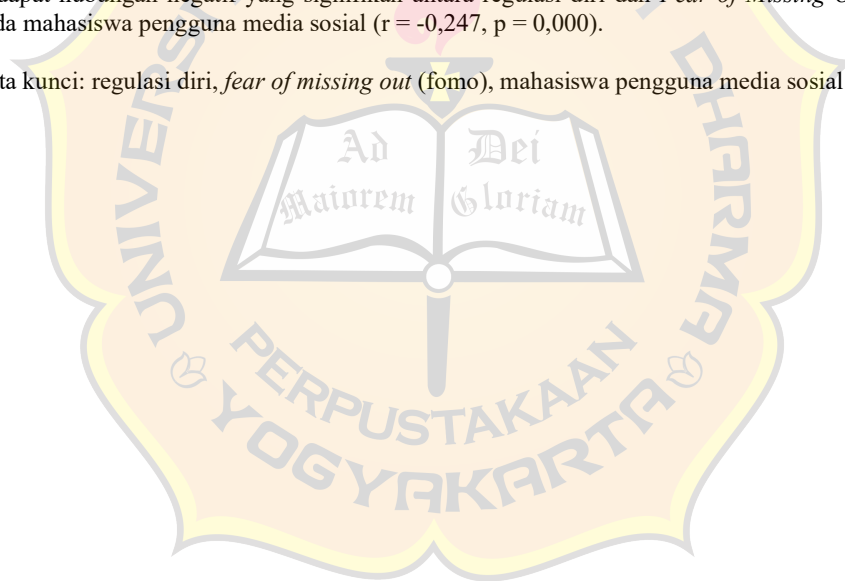 dapat hubungan negatif yang signifikan antara regulasi diri dan Fear of Missing
da mahasiswa pengguna media sosial (r = -0,247, p = 0,000).
ta kunci: regulasi diri, fear of missing out (fomo), mahasiswa pengguna media sosial
Ad Dei
Maiorem Gloriam
DHARMA
PERPUSTAKAAN
YOGYAKARTA